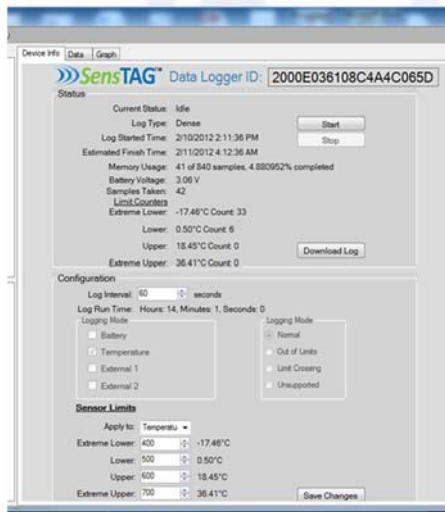 Device Info Data Graph
SensTAG™ Data Logger ID: 2000E036108C4A4C065D
Status
Current Status: Idle
Log Type: Dense
Start
Log Started Time: 2/10/2012 2:11:36 PM
Stop
Estimated Finish Time: 2/11/2012 4:12:36 AM
Memory Usage: 41 of 840 samples, 4.880952% completed
Battery Voltage: 3.06 V
Samples Taken: 42
Limit Counters
Extreme Lower: -17.46°C Count: 33
Lower: 0.50°C Count: 6
Upper: 18.45°C Count: 0
Download Log
Extreme Upper: 36.41°C Count: 0
Configuration
Log Interval: 60 seconds
Log Run Time: Hours: 14, Minutes: 1, Seconds: 0
Logging Mode Logging Mode
Battery Normal
Temperature Out of Limits
External 1 Limit Crossing
External 2 Unsupported
Sensor Limits
Apply to: Temperatu
Extreme Lower: 400 -17.46°C
Lower: 500 0.50°C
Upper: 600 18.45°C
Extreme Upper: 700 36.41°C Save Changes